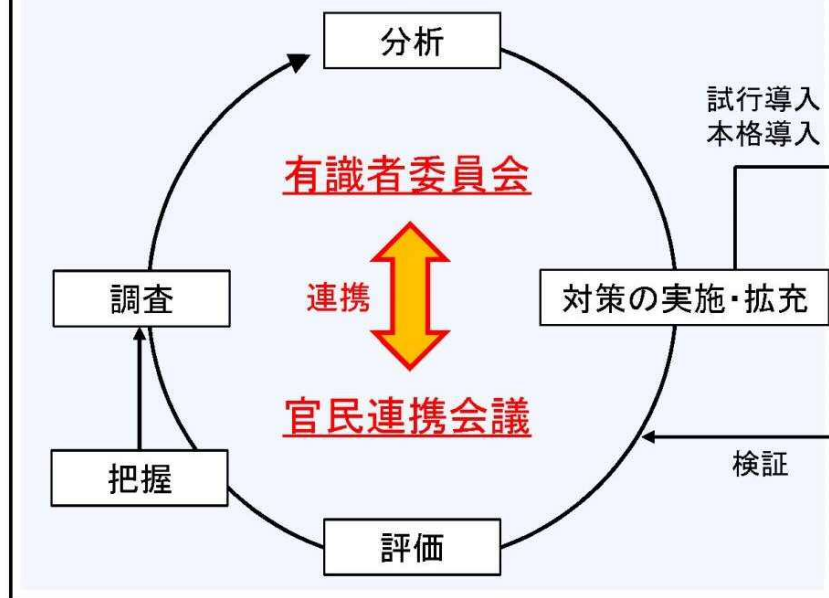 分析
試行導入
本格導入
有識者委員会
調査
連携
対策の実施・拡充
官民連携会議
把握
検証
評価